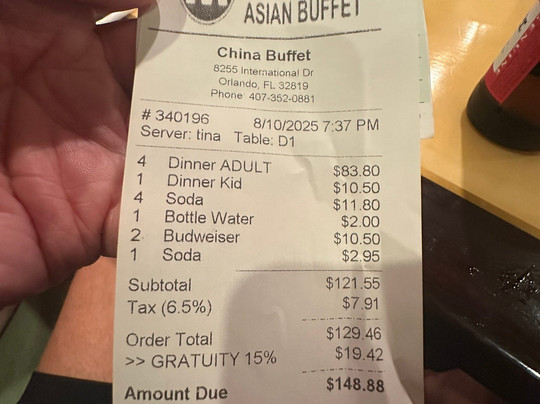 ASIAN BUFFET
China Buffet
8255 International Dr
Orlando, FL 32819
Phone 407-352-0881
# 340196 8/10/2025 7:37 PM
Server: tina Table: D1
4 Dinner ADULT $83.80
1 Dinner Kid $10.50
4 Soda $11.80
1 Bottle Water $2.00
2 Budweiser $10.50
1 Soda $2.95
Subtotal $121.55
Tax (6.5%) $7.91
Order Total $129.46
>> GRATUITY 15% $19.42
Amount Due $148.88